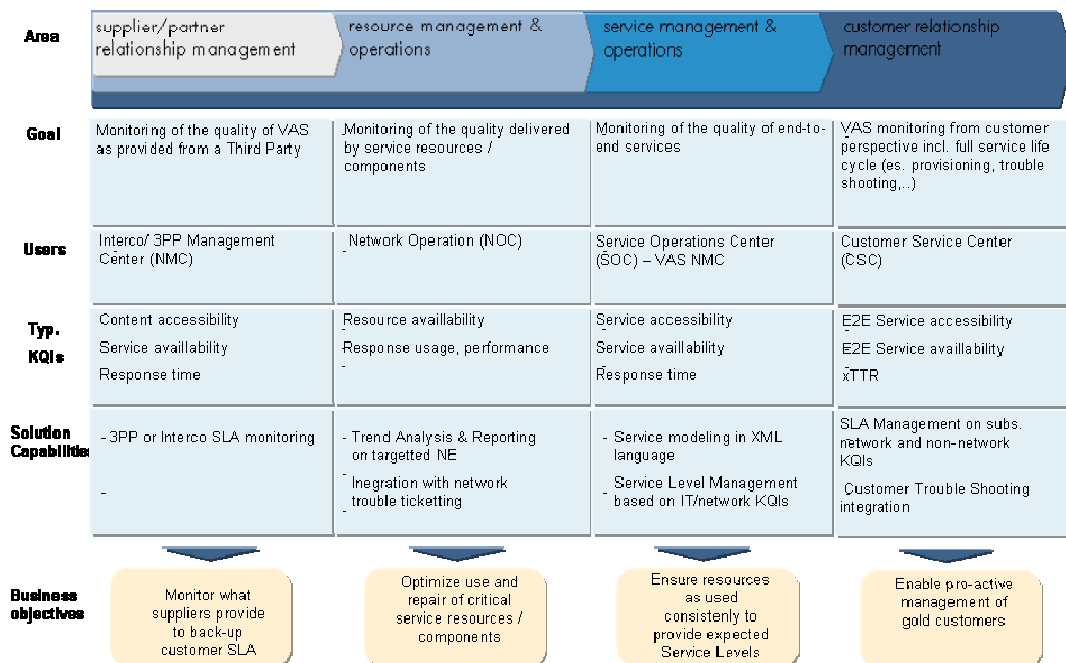 Area
supplier/partner
relationship management
resource management &
operations
service management &
operations
customer relationship
management
Goal
Monitoring of the quality of VAS
as provided from a Third Party
Monitoring of the quality delivered
by service resources /
components
Monitoring of the quality of end-to-
end services
VAS monitoring from customer
perspective incl. full service life
cycle (es. provisioning, trouble
shooting,..)
Users
Interco/ 3PP Management
Center (NMC)
Network Operation (NOC)
Service Operations Center
(SOC) – VAS NMC
Customer Service Center
(CSC)
Typ.
KQIs
Content accessibility
Service availlability
Response time
Resource availlability
Response usage, performance
Service accessibility
Service availlability
Response time
E2E Service accessibility
E2E Service availlability
xTTR
Solution
Capabilities
- 3PP or Interco SLA monitoring
-
- Trend Analysis & Reporting
on targetted NE
- Inegration with network
trouble ticketting
- Service modeling in XML
language
- Service Level Management
based on IT/network KQIs
SLA Management on subs.
network and non-network
KQIs
Customer Trouble Shooting
integration
Business
objectives
Monitor what
suppliers provide
to back-up
customer SLA
Optimize use and
repair of critical
service resources /
components
Ensure resources
as used
consistenly to
provide expected
Service Levels
Enable pro-active
management of
gold customers